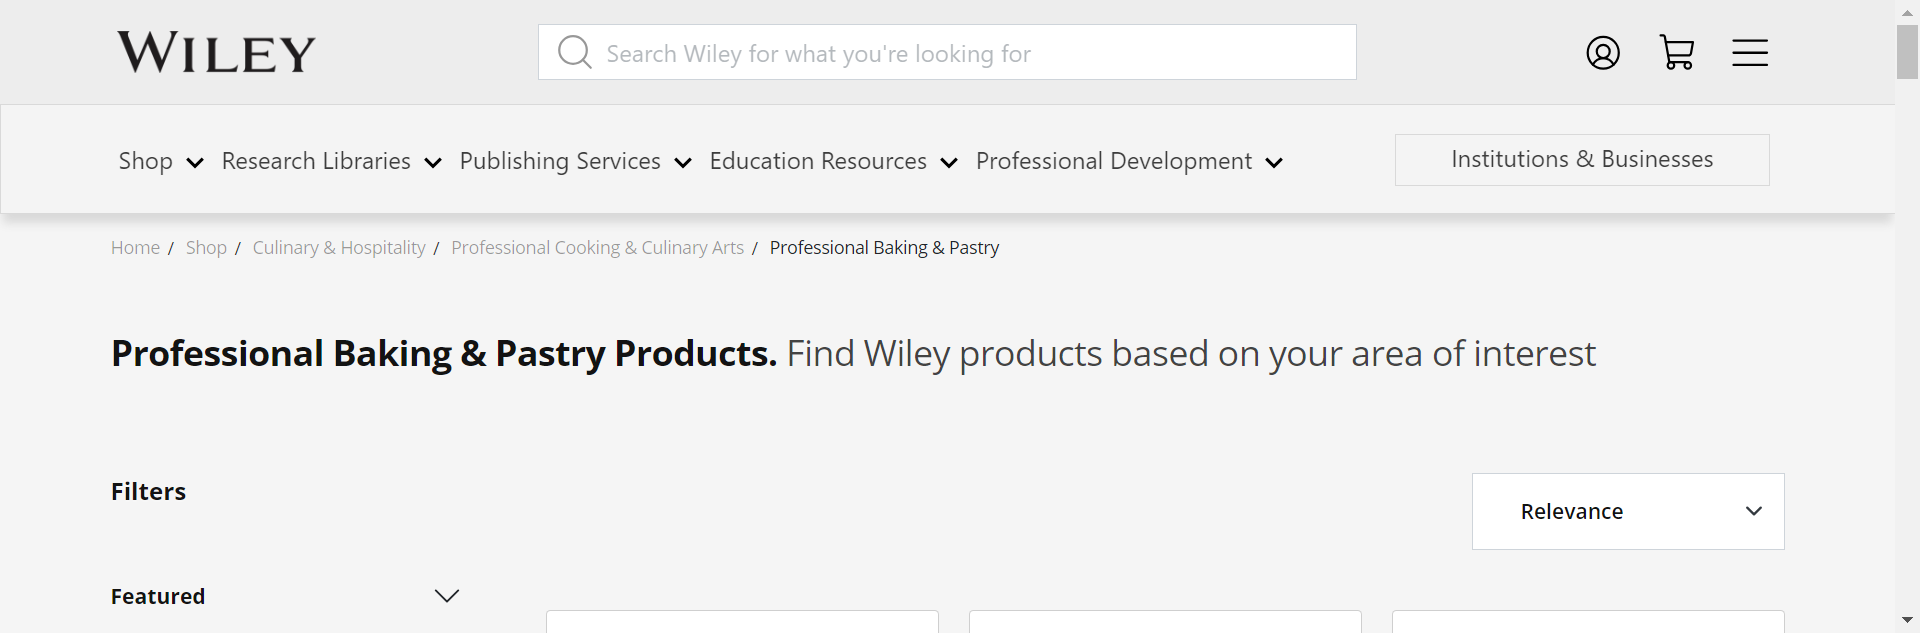 WILEY
Search Wiley for what you're looking for
Shop Research Libraries Publishing Services Education Resources Professional Development Institutions & Businesses
Home / Shop / Culinary & Hospitality / Professional Cooking & Culinary Arts / Professional Baking & Pastry
Professional Baking & Pastry Products. Find Wiley products based on your area of interest
Filters
Relevance
Featured